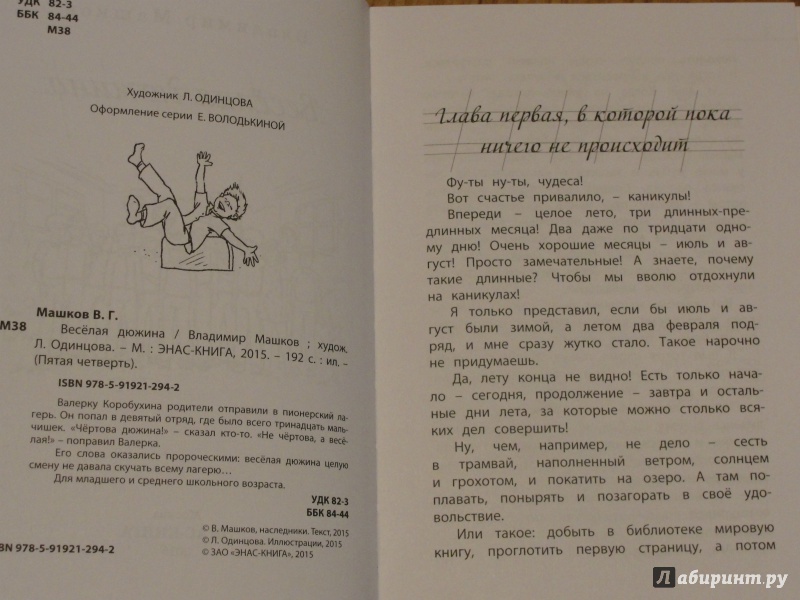 УДК 82-3
ББК 84-44
М38
Художник Л. ОДИНЦОВА
Оформление серии Е. ВОЛОДЬКИНОЙ
Машков В. Г.
М38
Весёлая дюжина / Владимир Машков ; худож.
Л. Одинцова. – М. : ЭНАС-КНИГА, 2015. – 192 с. : ил. –
(Пятая четверть).
ISBN 978-5-91921-294-2
Валерку Коробухина родители отправили в пионерский ла-
герь. Он попал в девятый отряд, где было всего тринадцать маль-
чишек. «Чёртова дюжина!» – сказал кто-то. «Не чёртова, а весё-
лая!» – поправил Валерка.
Его слова оказались пророческими: весёлая дюжина целую
смену не давала скучать всему лагерю...
Для младшего и среднего школьного возраста.
УДК 82-3
ББК 84-44
© В. Машков, наследники. Текст, 2015
© Л. Одинцова. Иллюстрации, 2015
© ЗАО «ЭНАС-КНИГА», 2015
BN 978-5-91921-294-2
Глава первая, в которой пока
ничего не происходит
Фу-ты ну-ты, чудеса!
Вот счастье привалило, – каникулы!
Впереди – целое лето, три длинных-пре-
длинных месяца! Два даже по тридцати одно-
му дню! Очень хорошие месяцы – июль и ав-
густ! Просто замечательные! А знаете, почему
такие длинные? Чтобы мы вволю отдохнули
на каникулах!
Я только представил, если бы июль и ав-
густ были зимой, а летом два февраля под-
ряд, и мне сразу жутко стало. Такое нарочно
не придумаешь.
Да, лету конца не видно! Есть только нача-
ло – сегодня, продолжение – завтра и осталь-
ные дни лета, за которые можно столько вся-
ких дел совершить!
Ну, чем, например, не дело – сесть
в трамвай, наполненный ветром, солнцем
и грохотом, и покатить на озеро. А там по-
плавать, понырять и позагорать в своё удо-
вольствие.
Или такое: добыть в библиотеке мировую
книгу, проглотить первую страницу, а потом
Лабиринт.ру